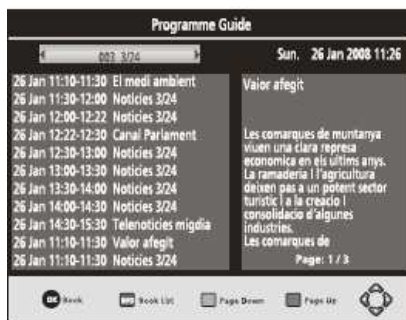 Programme Guide
003 3/24
Sun. 26 Jan 2008 11:26
26 Jan 11:10-11:30 El medi ambient
26 Jan 11:30-12:00 Noticies 3/24
26 Jan 12:00-12:22 Noticies 3/24
26 Jan 12:22-12:30 Canai Parlament
26 Jan 12:30-13:00 Noticies 3/24
26 Jan 13:00-13:30 Noticies 3/24
26 Jan 13:30-14:00 Noticies 3/24
26 Jan 14:00-14:30 Noticies 3/24
26 Jan 14:30-15:30 Telenoticies migdia
26 Jan 11:10-11:30 Valor afegit
26 Jan 11:10-11:30 Noticies 3/24
Vaior afegit
Les comarques de muntanya
viuen una clara represa
economica en els ultims anys.
La ramaderia i l'agricultura
deixen pas a un potent sector
turistic i a la creacio i
consolidacio d'algunes
industries.
Les comarques de
Page: 1 / 3
OK Book
Book List
Page Down
Page Up